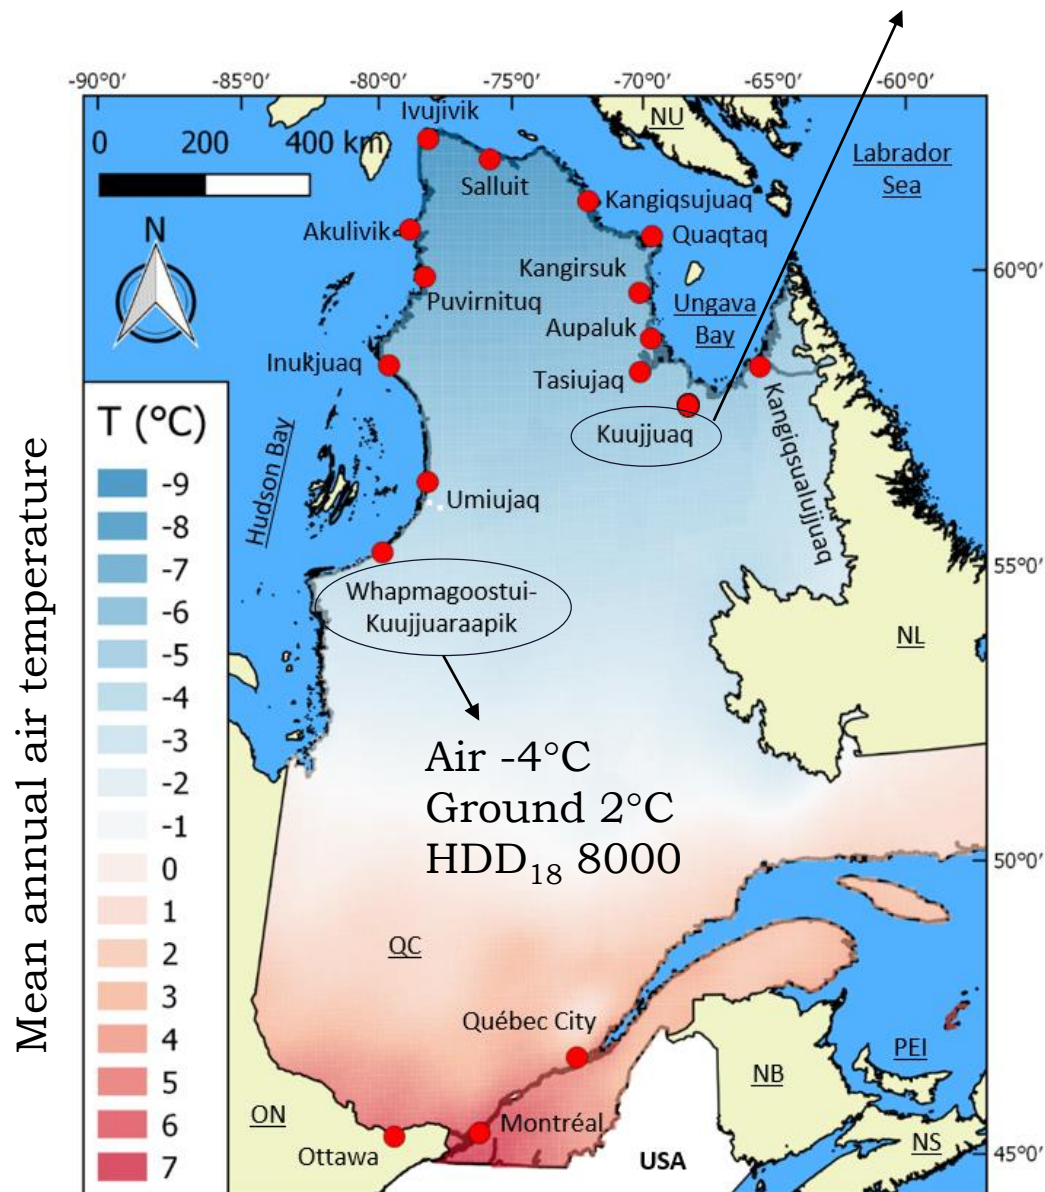 -90°0′ -85°0′ -80°0′ -75°0′ -70°0′ -65°0′ -60°0′
Ivujivik
NU
0 200 400 km
Labrador
Sea
Salluit
Kangiqsujuaq
N
Akulivik
Quaqtaq
Kangirsuk
60°0′
Puvirnituq
Ungava
Bay
Aupaluk
Inukjuaq
Tasiujaq
T (°C)
Kuujjuaq
Kangiqsualujjuaq
Hudson Bay
Mean annual air temperature
-9
-8
-7
-6
-5
-4
-3
-2
-1
0
1
2
3
4
5
6
7
Umiujaq
55°0′
Whapmagoostui-
Kuujjuaraapik
NL
Air -4°C
Ground 2°C
HDD18 8000
50°0′
QC
Québec City
PEI
NB
ON
Montréal
NS
Ottawa
USA
45°0′